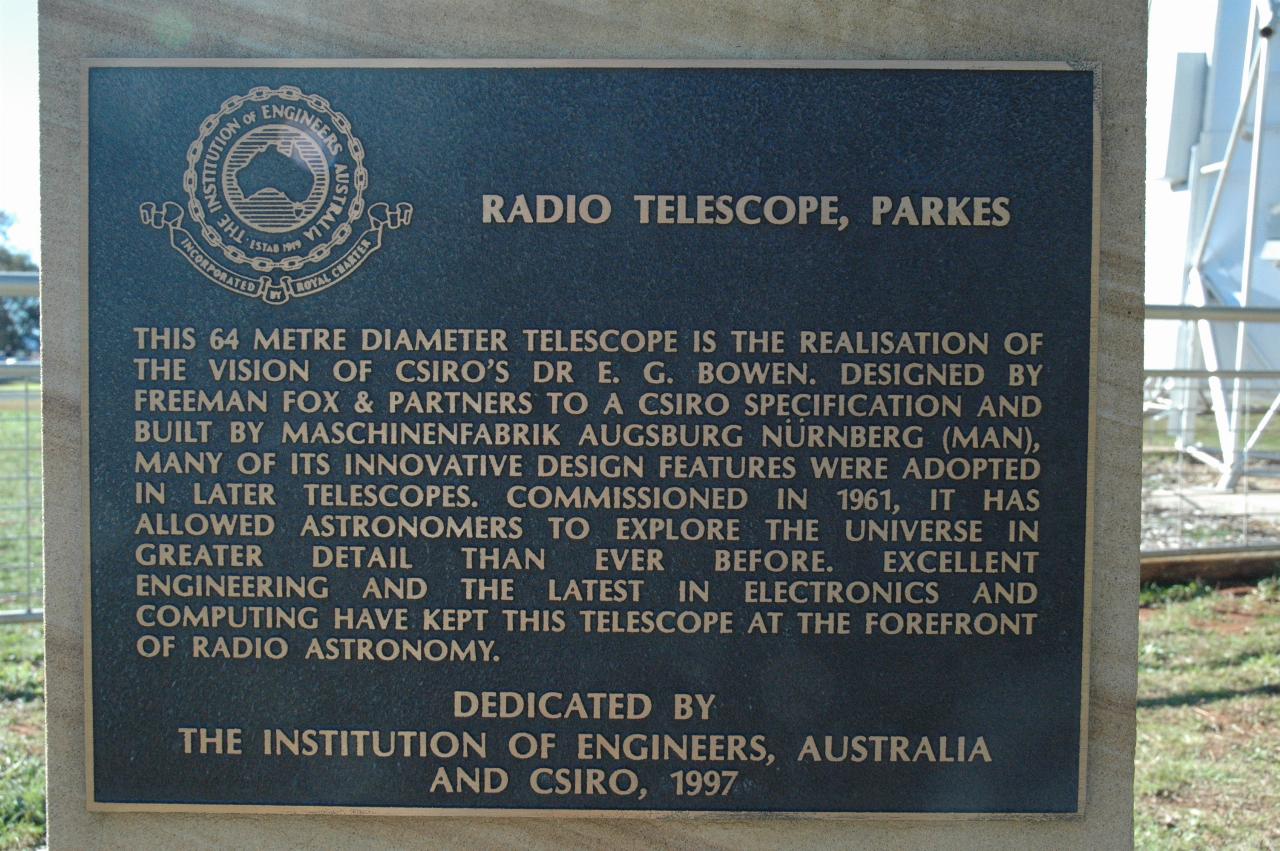 THE INSTITUTION OF ENGINEERS AUSTRALIA
· ESTAB 1919 ·
INCORPORATED BY ROYAL CHARTER
RADIO TELESCOPE, PARKES
THIS 64 METRE DIAMETER TELESCOPE IS THE REALISATION OF
THE VISION OF CSIRO'S DR E. G. BOWEN. DESIGNED BY
FREEMAN FOX & PARTNERS TO A CSIRO SPECIFICATION AND
BUILT BY MASCHINENFABRIK AUGSBURG NÜRNBERG (MAN),
MANY OF ITS INNOVATIVE DESIGN FEATURES WERE ADOPTED
IN LATER TELESCOPES. COMMISSIONED IN 1961, IT HAS
ALLOWED ASTRONOMERS TO EXPLORE THE UNIVERSE IN
GREATER DETAIL THAN EVER BEFORE. EXCELLENT
ENGINEERING AND THE LATEST IN ELECTRONICS AND
COMPUTING HAVE KEPT THIS TELESCOPE AT THE FOREFRONT
OF RADIO ASTRONOMY.
DEDICATED BY
THE INSTITUTION OF ENGINEERS, AUSTRALIA
AND CSIRO, 1997